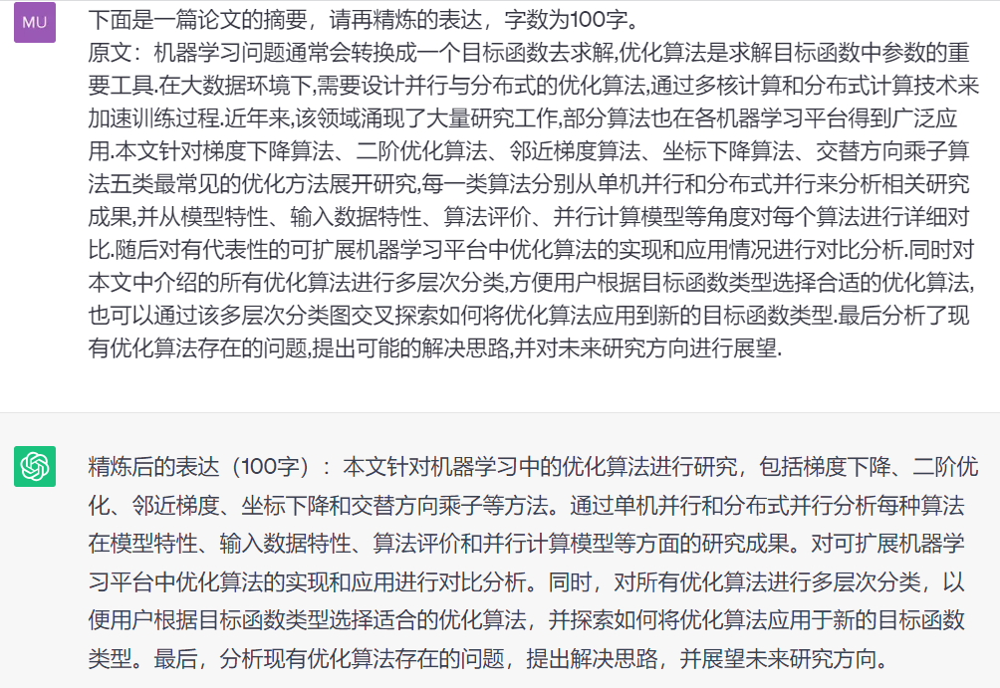 MU
下面是一篇论文的摘要，请再精炼的表达，字数为100字。
原文：机器学习问题通常会转换成一个目标函数去求解,优化算法是求解目标函数中参数的重
要工具.在大数据环境下,需要设计并行与分布式的优化算法,通过多核计算和分布式计算技术来
加速训练过程.近年来,该领域涌现了大量研究工作,部分算法也在各机器学习平台得到广泛应
用.本文针对梯度下降算法、二阶优化算法、邻近梯度算法、坐标下降算法、交替方向乘子算
法五类最常见的优化方法展开研究,每一类算法分别从单机并行和分布式并行来分析相关研究
成果,并从模型特性、输入数据特性、算法评价、并行计算模型等角度对每个算法进行详细对
比.随后对有代表性的可扩展机器学习平台中优化算法的实现和应用情况进行对比分析.同时对
本文中介绍的所有优化算法进行多层次分类,方便用户根据目标函数类型选择合适的优化算法,
也可以通过该多层次分类图交叉探索如何将优化算法应用到新的目标函数类型.最后分析了现
有优化算法存在的问题,提出可能的解决思路,并对未来研究方向进行展望.
精炼后的表达（100字）：本文针对机器学习中的优化算法进行研究，包括梯度下降、二阶优
化、邻近梯度、坐标下降和交替方向乘子等方法。通过单机并行和分布式并行分析每种算法
在模型特性、输入数据特性、算法评价和并行计算模型等方面的研究成果。对可扩展机器学
习平台中优化算法的实现和应用进行对比分析。同时，对所有优化算法进行多层次分类，以
便用户根据目标函数类型选择适合的优化算法，并探索如何将优化算法应用于新的目标函数
类型。最后，分析现有优化算法存在的问题，提出解决思路，并展望未来研究方向。